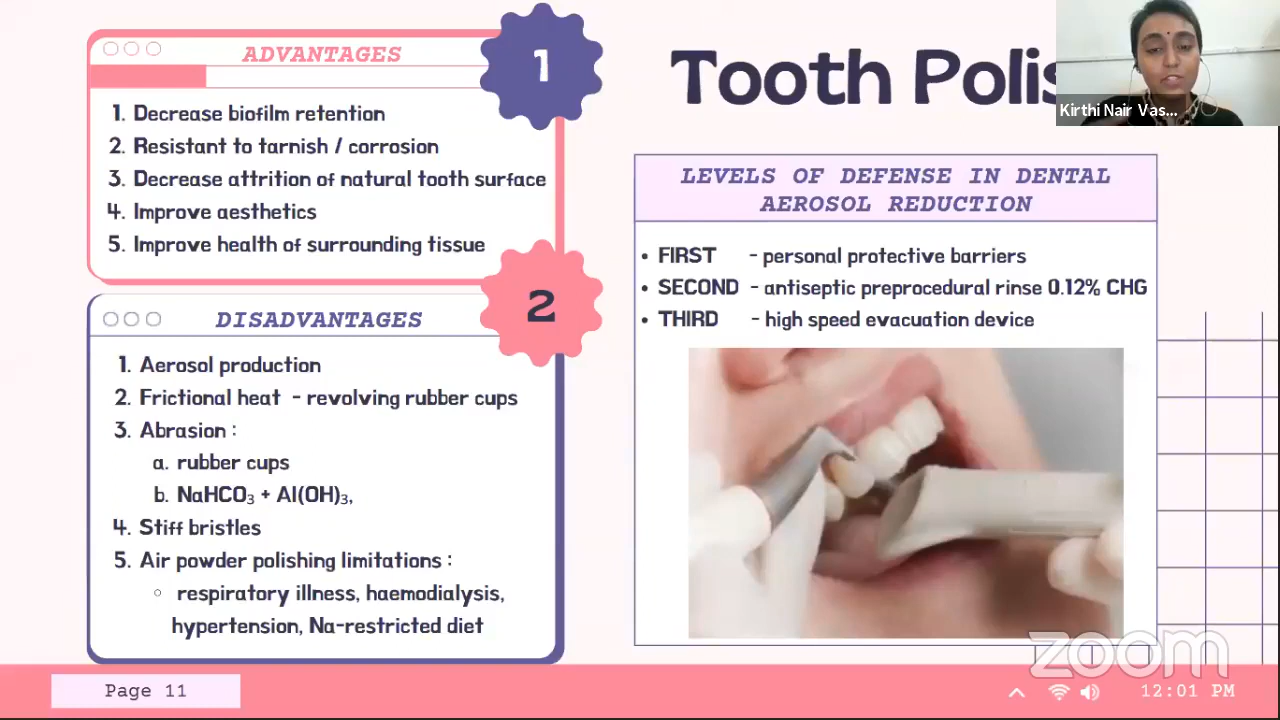 ADVANTAGES
1
1. Decrease biofilm retention
2. Resistant to tarnish / corrosion
3. Decrease attrition of natural tooth surface
4. Improve aesthetics
5. Improve health of surrounding tissue
2
DISADVANTAGES
1. Aerosol production
2. Frictional heat - revolving rubber cups
3. Abrasion :
a. rubber cups
b. NaHCO₃ + Al(OH)₃,
4. Stiff bristles
5. Air powder polishing limitations :
respiratory illness, haemodialysis,
hypertension, Na-restricted diet
Tooth Polis
Kirthi Nair Vas...
LEVELS OF DEFENSE IN DENTAL
AEROSOL REDUCTION
• FIRST - personal protective barriers
• SECOND - antiseptic preprocedural rinse 0.12% CHG
• THIRD - high speed evacuation device
zoom
Page 11
12:01 PM